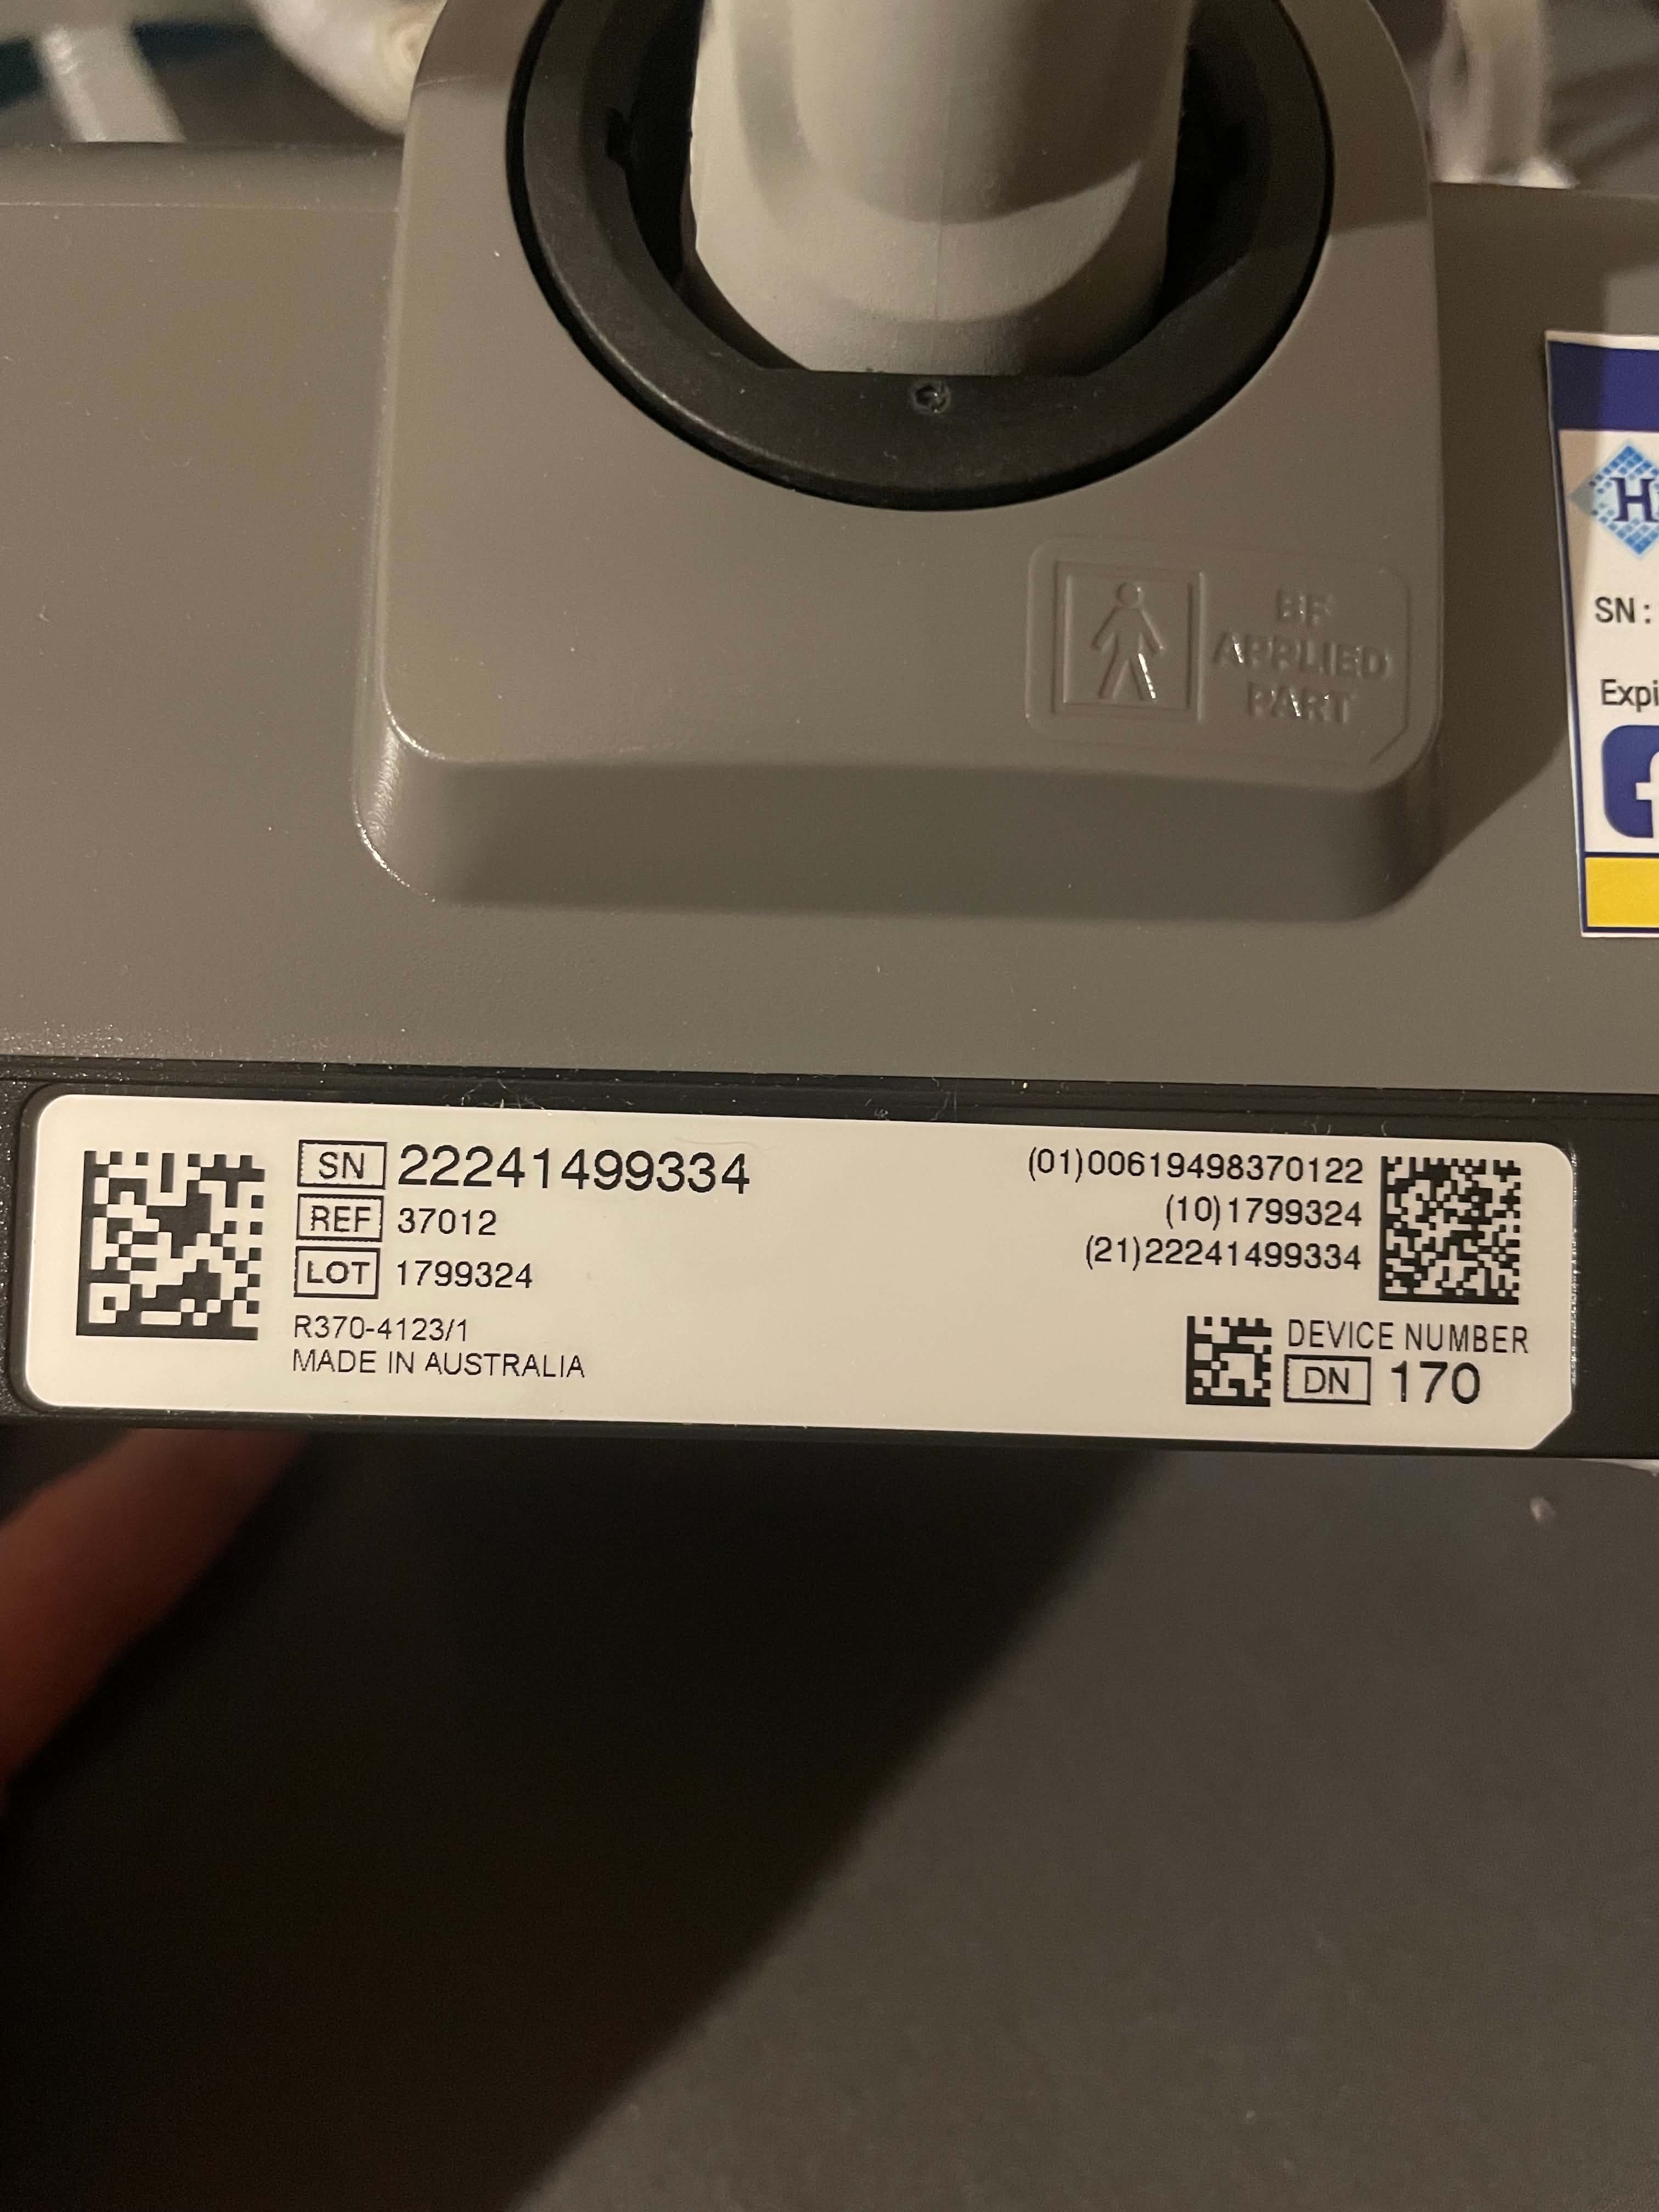 BF
APPLIED
PART
H
SN :
Expi
f
SN 22241499334
REF 37012
LOT 1799324
R370-4123/1
MADE IN AUSTRALIA
(01)00619498370122
(10)1799324
(21)22241499334
DEVICE NUMBER
DN 170